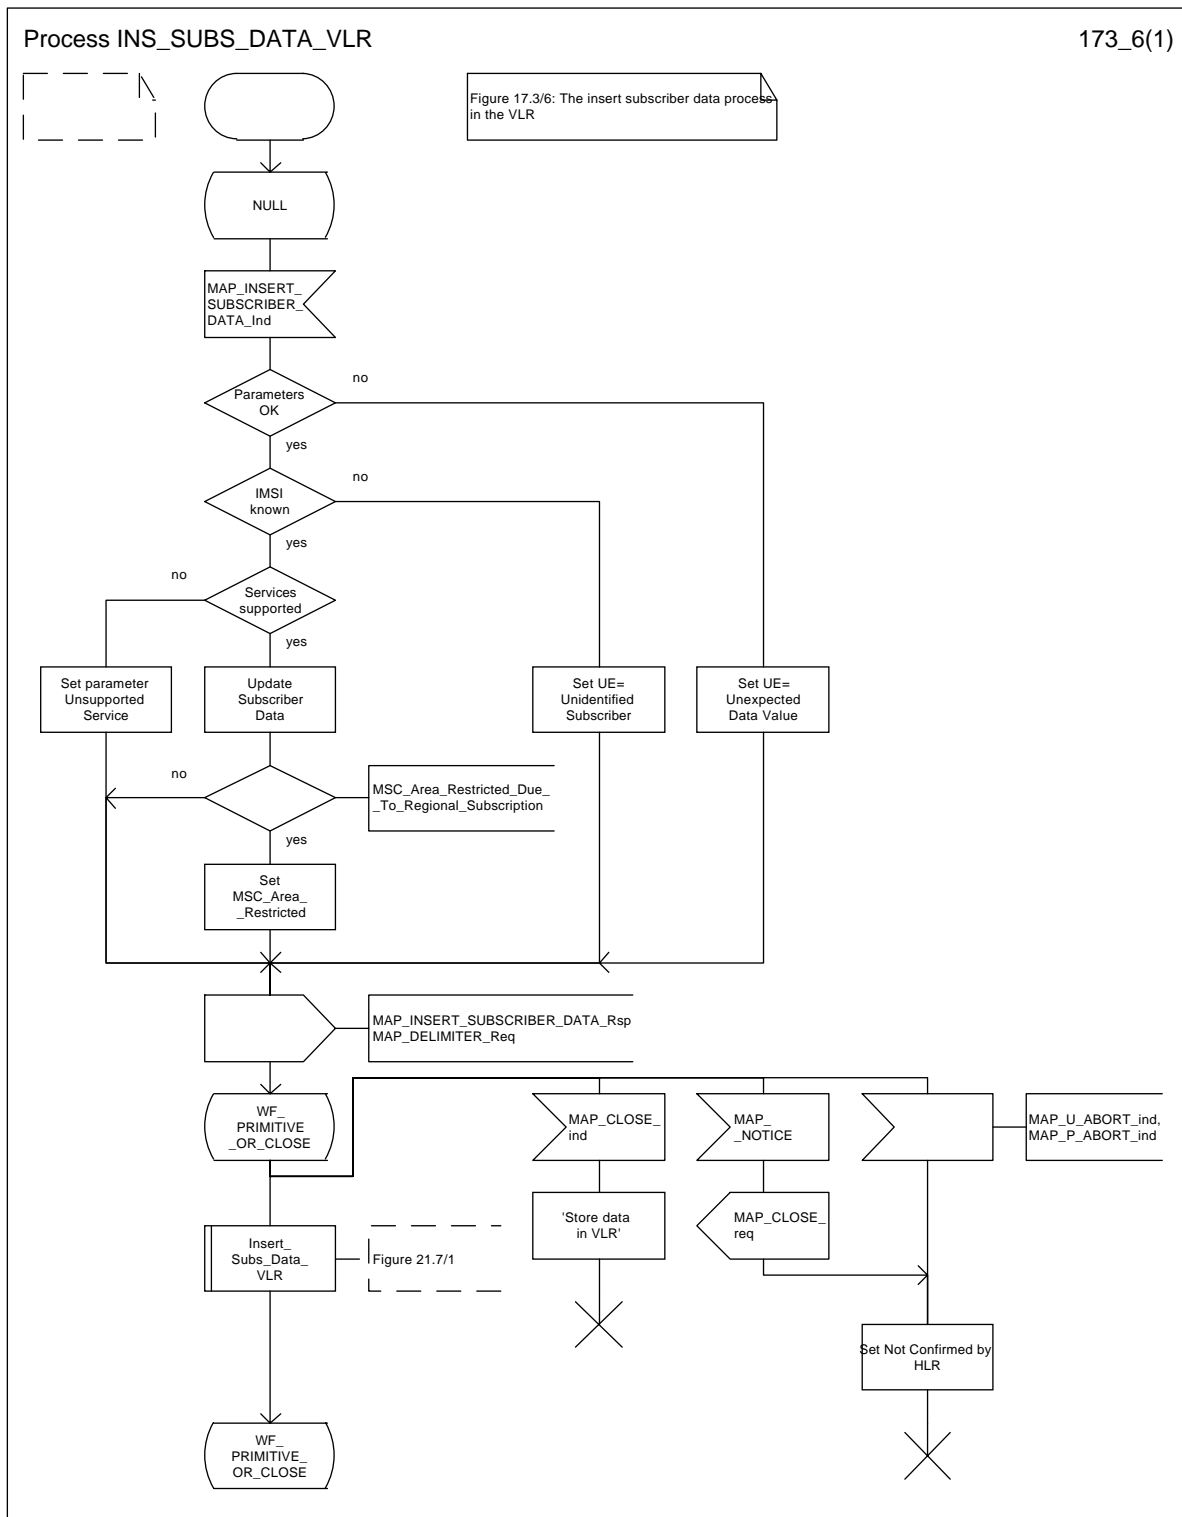 Process INS_SUBS_DATA_VLR
173_6(1)
Figure 17.3/6: The insert subscriber data process
in the VLR
NULL
MAP_INSERT_
SUBSCRIBER_
DATA_Ind
Parameters
OK
no
yes
IMSI
known
no
yes
Services
supported
no
yes
Set parameter
Unsupported
Service
Update
Subscriber
Data
Set UE=
Unidentified
Subscriber
Set UE=
Unexpected
Data Value
no
MSC_Area_Restricted_Due_
_To_Regional_Subscription
yes
Set
MSC_Area_
_Restricted
MAP_INSERT_SUBSCRIBER_DATA_Rsp
MAP_DELIMITER_Req
WF_
PRIMITIVE
_OR_CLOSE
MAP_CLOSE_
ind
MAP_
_NOTICE
MAP_U_ABORT_ind,
MAP_P_ABORT_ind
'Store data
in VLR'
MAP_CLOSE_
req
Insert_
Subs_Data_
VLR
Figure 21.7/1
Set Not Confirmed by
HLR
WF_
PRIMITIVE_
OR_CLOSE